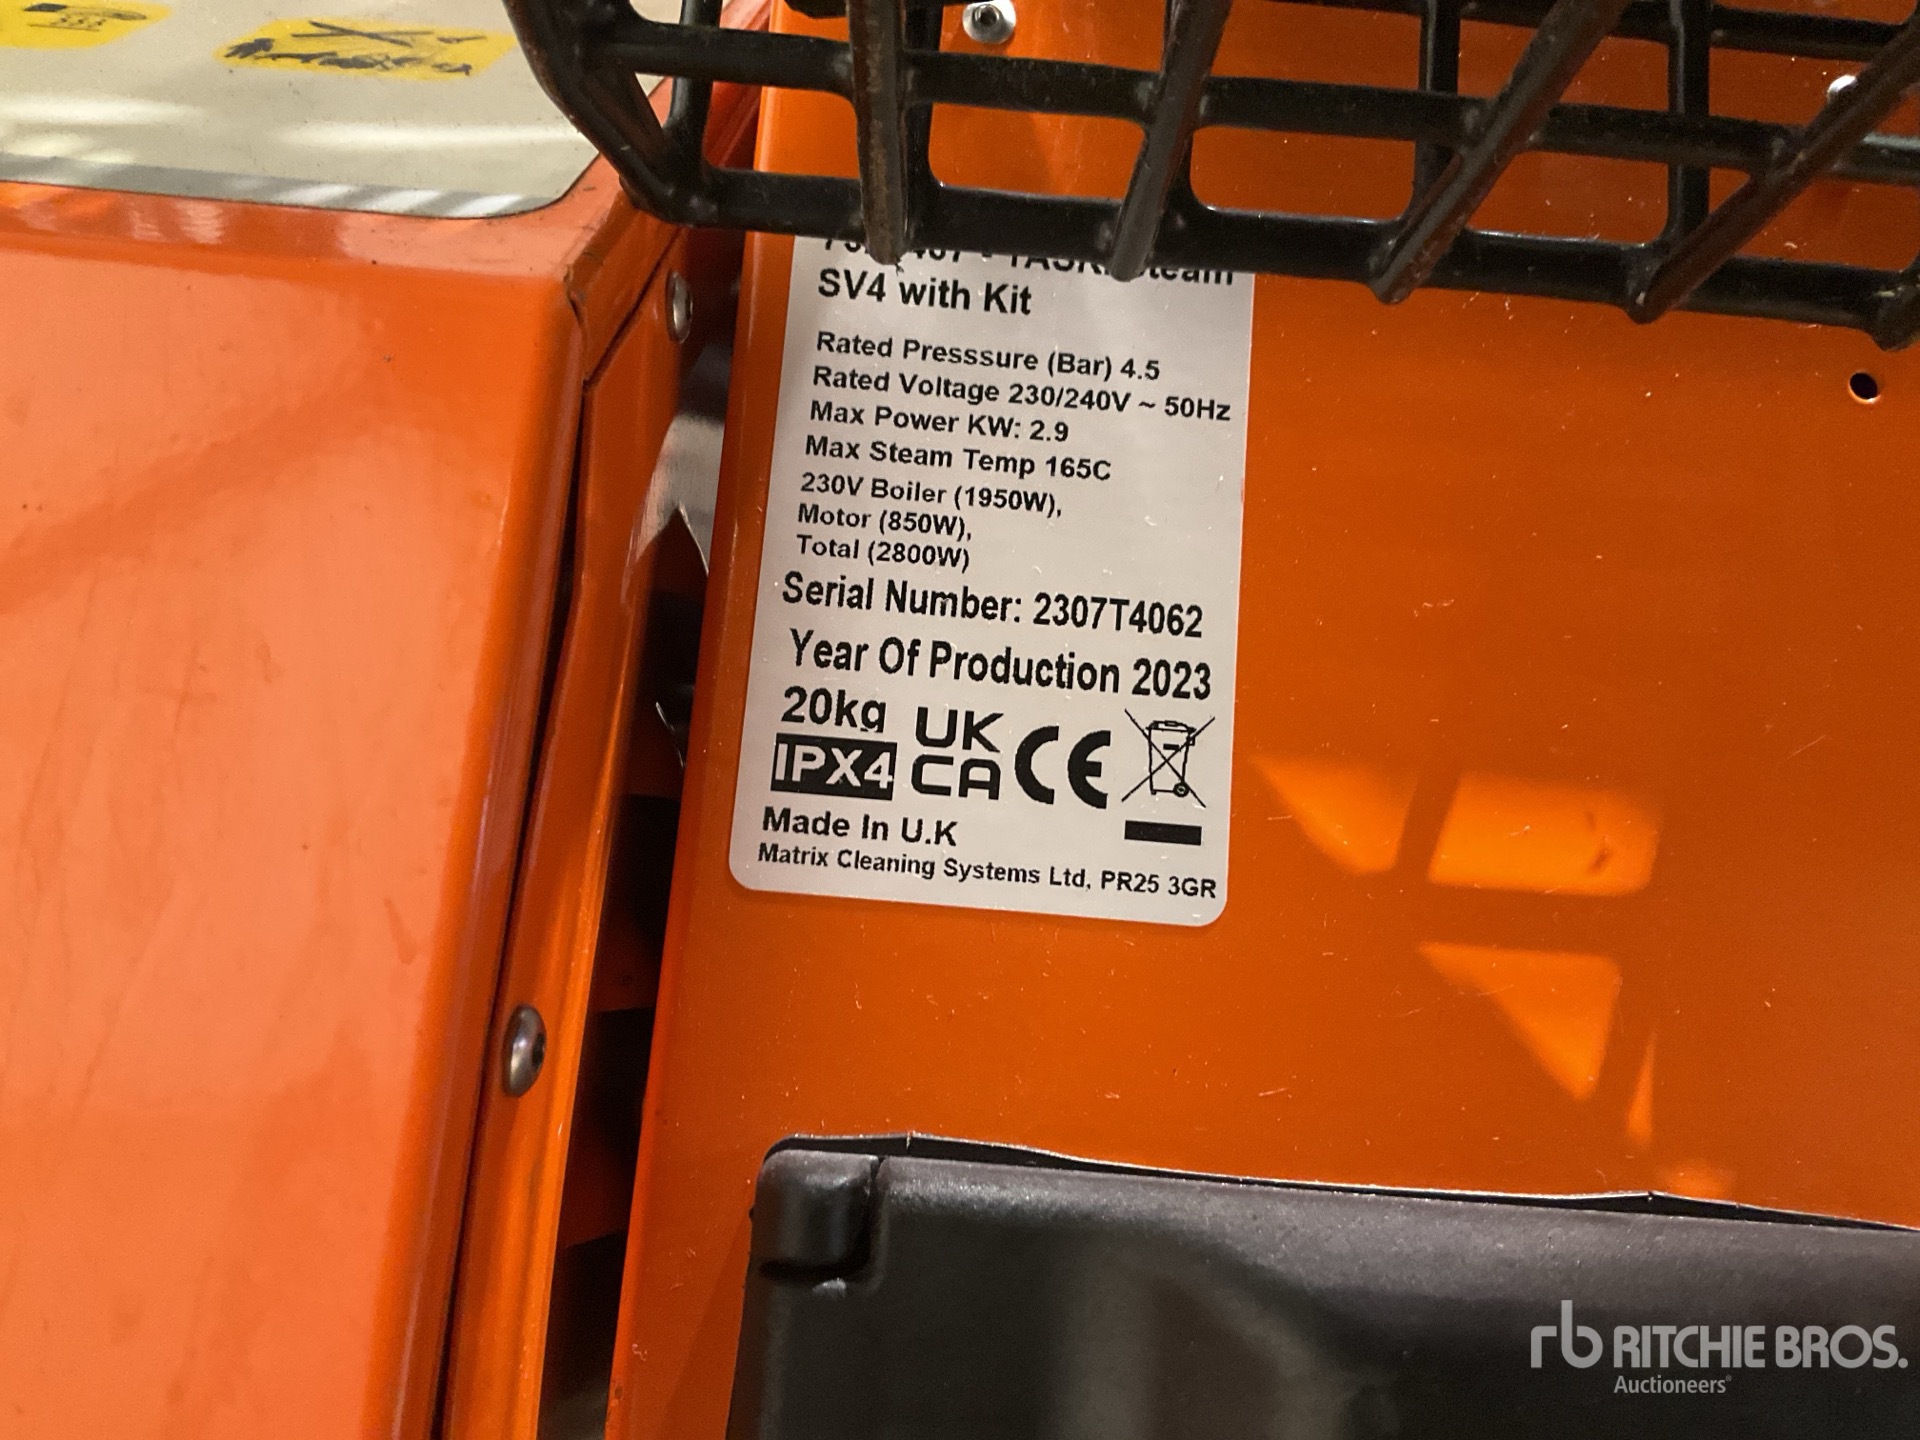 SV4 with Kit
Rated Presssure (Bar) 4.5
Rated Voltage 230/240V ~ 50Hz
Max Power KW: 2.9
Max Steam Temp 165C
230V Boiler (1950W),
Motor (850W),
Total (2800W)
Serial Number: 2307T4062
Year Of Production 2023
20kg
IPX4
UK
CA
CE
Made In U.K
Matrix Cleaning Systems Ltd, PR25 3GR
rb RITCHIE BROS.
Auctioneers®